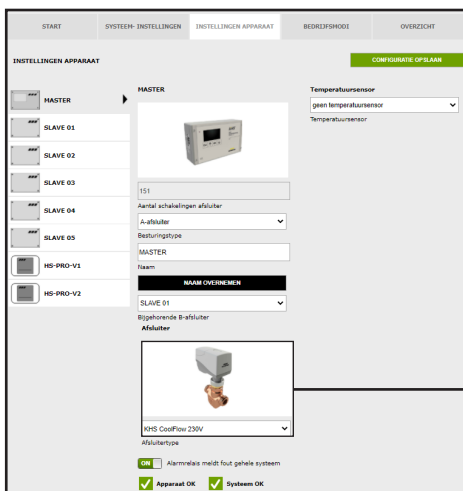 START
SYSTEEM- INSTELLINGEN
INSTELLINGEN APPARAAT
BEDRIJFSMODI
OVERZICHT
INSTELLINGEN APPARAAT
CONFIGURATIE OPSLAAN
MASTER
SLAVE 01
SLAVE 02
SLAVE 03
SLAVE 04
SLAVE 05
HS-PRO-V1
HS-PRO-V2
MASTER
151
Aantal schakelingen afsluiter
A-afsluiter
Besturingstype
MASTER
Naam
NAAM OVERNEMEN
SLAVE 01
Bijgehorende B-afsluiter
Afsluiter
KHS CoolFlow 230V
Afsluitertype
ON
Alarmrelais meldt fout gehele systeem
Apparaat OK
Systeem OK
Temperatuursensor
geen temperatuursensor
Temperatuursensor